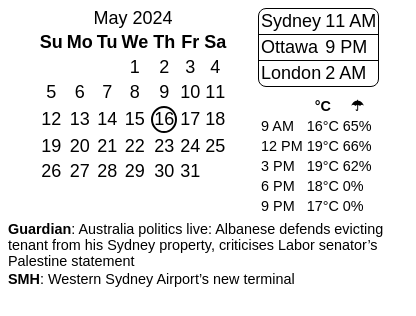 May 2024
Su Mo Tu We Th Fr Sa
1 2 3 4
5 6 7 8 9 10 11
12 13 14 15 16 17 18
19 20 21 22 23 24 25
26 27 28 29 30 31
Sydney 11 AM
Ottawa 9 PM
London 2 AM
°C ☂
9 AM 16°C 65%
12 PM 19°C 66%
3 PM 19°C 62%
6 PM 18°C 0%
9 PM 17°C 0%
Guardian: Australia politics live: Albanese defends evicting
tenant from his Sydney property, criticises Labor senator's
Palestine statement
SMH: Western Sydney Airport's new terminal